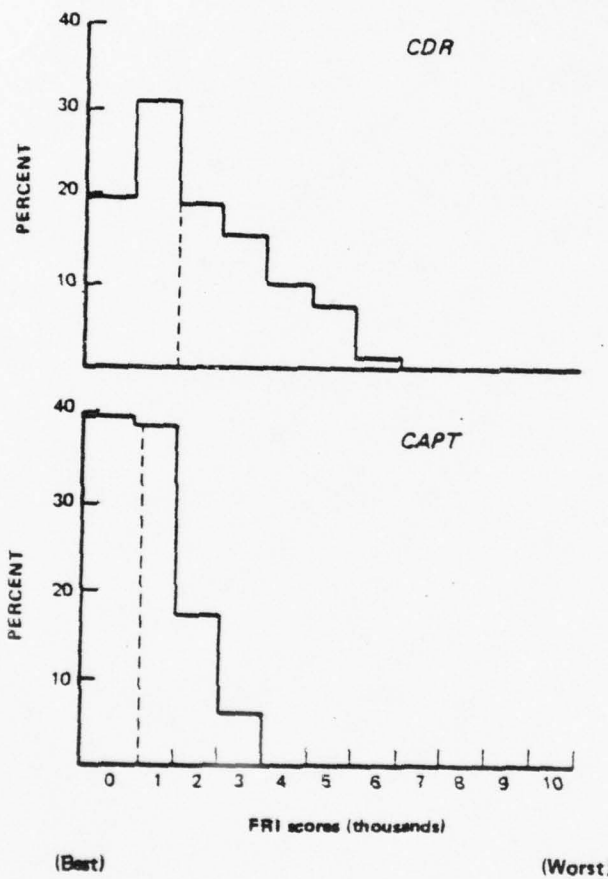 40
CDR
30
PERCENT
20
10
40
CAPT
30
PERCENT
20
10
0 1 2 3 4 5 6 7 8 9 10
FRI scores (thousands)
(Best) (Worst)